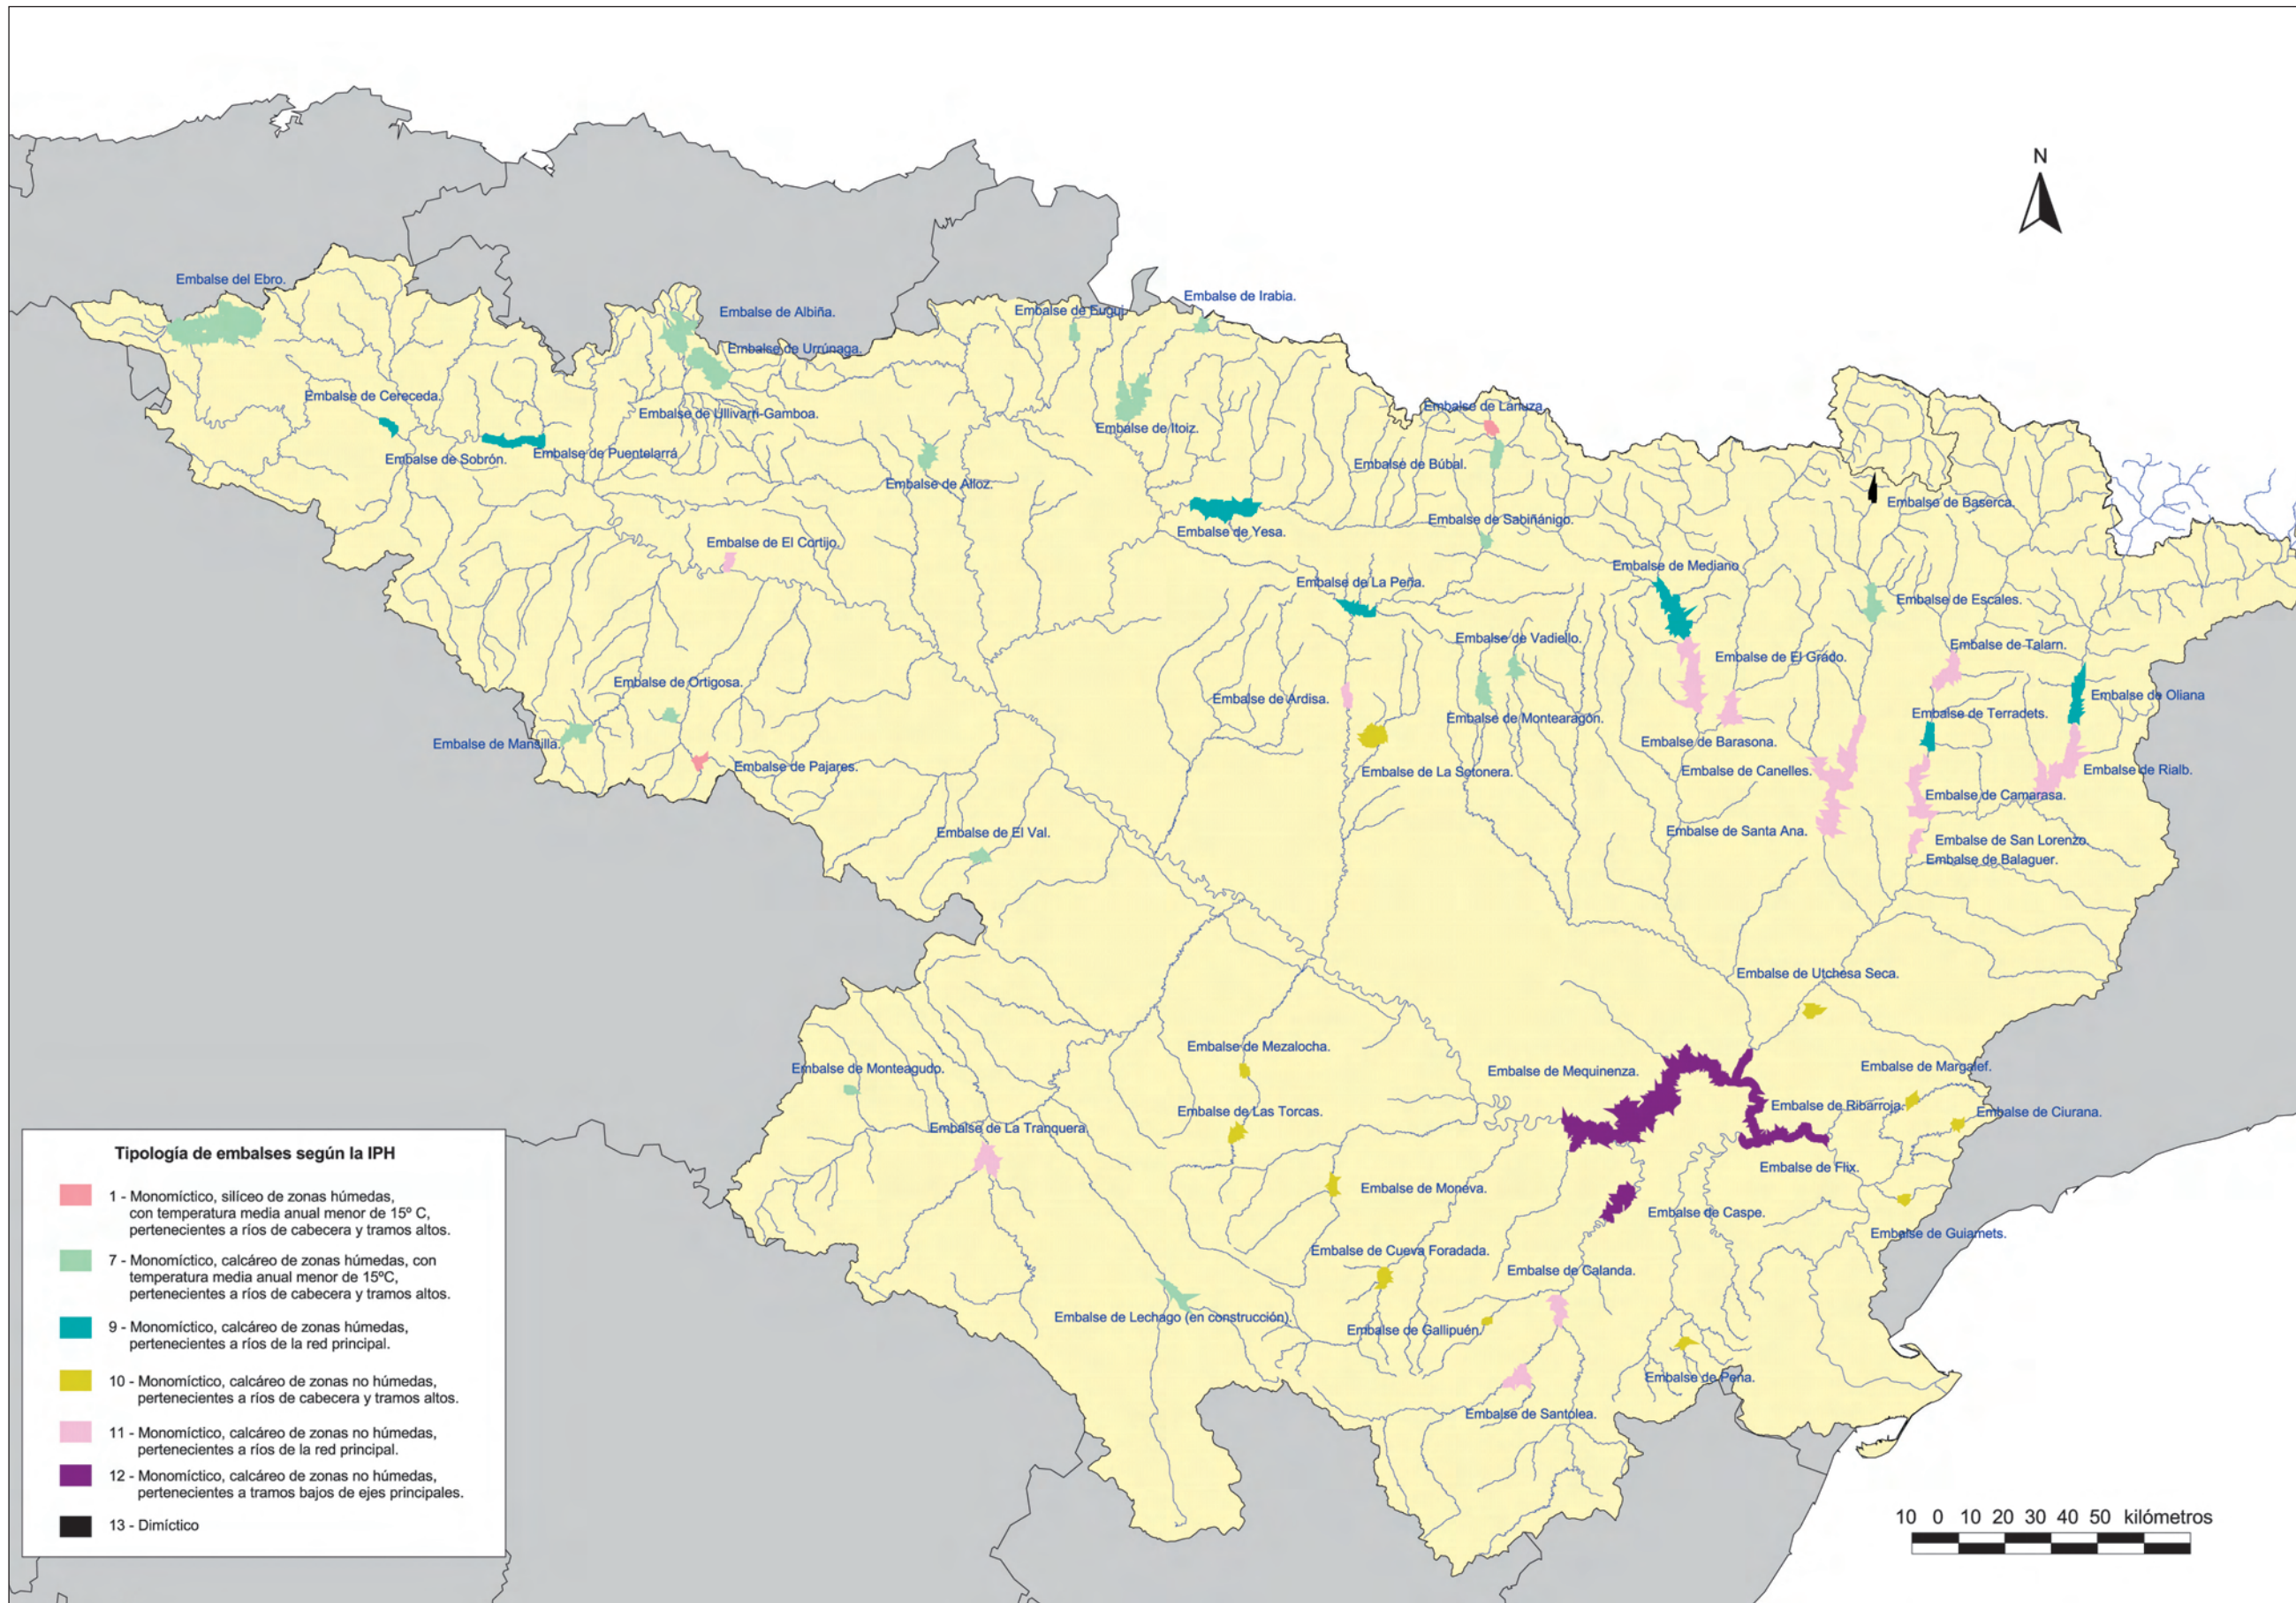 N
Embalse del Ebro.
Embalse de Irabia.
Embalse de Albiña.
Embalse de Eugui.
Embalse de Urrúnaga.
Embalse de Cereceda.
Embalse de Ullivarri-Gamboa.
Embalse de Lanuza.
Embalse de Itoiz.
Embalse de Sobrón.
Embalse de Puentelarrá
Embalse de Búbal.
Embalse de Alloz.
Embalse de Baserca.
Embalse de Sabiñánigo.
Embalse de Yesa.
Embalse de El Cortijo.
Embalse de Mediano
Embalse de La Peña.
Embalse de Escales.
Embalse de Vadiello.
Embalse de Talarn.
Embalse de El Grado.
Embalse de Ortigosa.
Embalse de Ardisa.
Embalse de Oliana
Embalse de Terradets.
Embalse de Montearagón.
Embalse de Mansilla.
Embalse de Barasona.
Embalse de Pajares.
Embalse de La Sotonera.
Embalse de Canelles.
Embalse de Rialb.
Embalse de Camarasa.
Embalse de El Val.
Embalse de Santa Ana.
Embalse de San Lorenzo.
Embalse de Balaguer.
Embalse de Utchesa Seca.
Embalse de Mezalocha.
Embalse de Monteagudo.
Embalse de Mequinenza.
Embalse de Margalef.
Embalse de Las Torcas.
Embalse de Ribarroja.
Embalse de Ciurana.
Embalse de La Tranquera.
Embalse de Flix.
Embalse de Moneva.
Embalse de Caspe.
Embalse de Guiamets.
Embalse de Cueva Foradada.
Embalse de Calanda.
Embalse de Lechago (en construcción).
Embalse de Gallipuén.
Embalse de Pena.
Embalse de Santolea.
Tipología de embalses según la IPH
1 - Monomíctico, silíceo de zonas húmedas,
con temperatura media anual menor de 15º C,
pertenecientes a ríos de cabecera y tramos altos.
7 - Monomíctico, calcáreo de zonas húmedas, con
temperatura media anual menor de 15ºC,
pertenecientes a ríos de cabecera y tramos altos.
9 - Monomíctico, calcáreo de zonas húmedas,
pertenecientes a ríos de la red principal.
10 - Monomíctico, calcáreo de zonas no húmedas,
pertenecientes a ríos de cabecera y tramos altos.
11 - Monomíctico, calcáreo de zonas no húmedas,
pertenecientes a ríos de la red principal.
12 - Monomíctico, calcáreo de zonas no húmedas,
pertenecientes a tramos bajos de ejes principales.
13 - Dimíctico
10 0 10 20 30 40 50 kilómetros